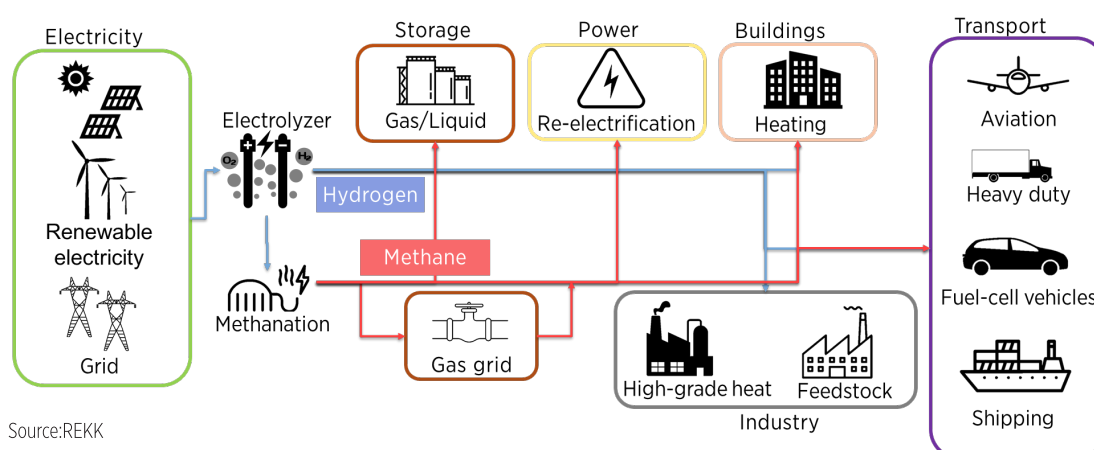 Electricity
Renewable
electricity
Grid
Electrolyzer
O₂
H₂
Hydrogen
Methane
Methanation
Storage
Gas/Liquid
Power
Re-electrification
Buildings
Heating
Gas grid
High-grade heat
Feedstock
Industry
Transport
Aviation
Heavy duty
Fuel-cell vehicles
Shipping
Source:REKK